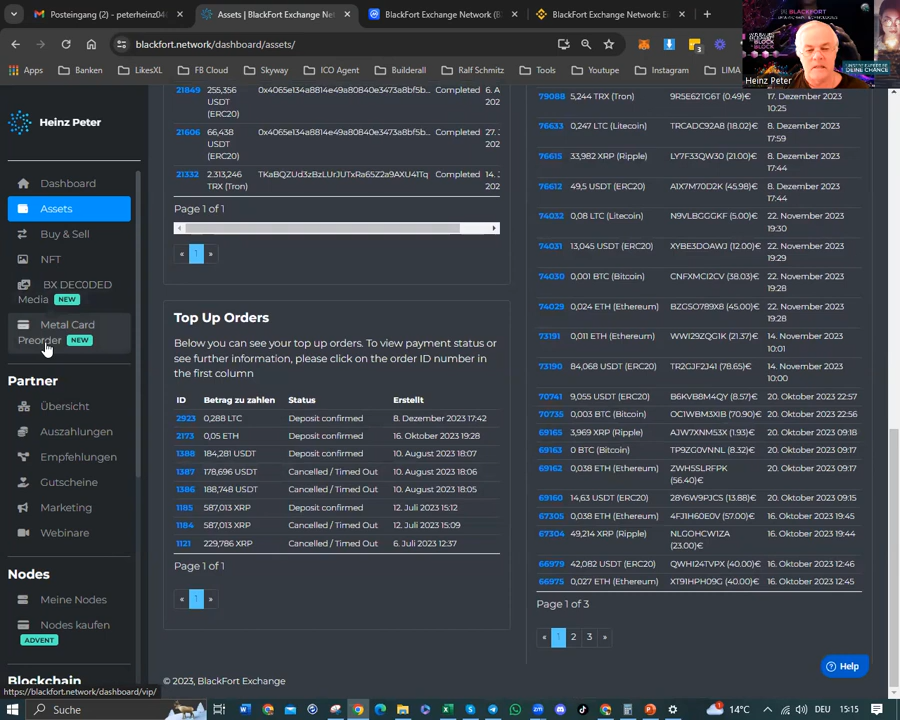 Posteingang (2) - peterheinz04
Assets | BlackFort Exchange Net
BlackFort Exchange Network (B
BlackFort Exchange Network: E
blackfort.network/dashboard/assets/
Apps
Banken
LikesXL
FB Cloud
Skyway
ICO Agent
Builderall
Ralf Schmitz
Tools
Youtupe
Instagram
LIMA
BLACKFORT
DEINE CHANCE
Heinz Peter
Heinz Peter
Dashboard
Assets
Buy & Sell
NFT
BX DECODED
Media NEW
Metal Card
Preorder NEW
Partner
Übersicht
Auszahlungen
Empfehlungen
Gutscheine
Marketing
Webinare
Nodes
Meine Nodes
Nodes kaufen
ADVENT
Blockchain
https://blackfort.network/dashboard/vip/
21849 255,356 USDT (ERC20) 0x4065e134a8814e49a80840e3473a8bf5b... Completed 6. A 202
21606 66,438 USDT (ERC20) 0x4065e134a8814e49a80840e3473a8bf5b... Completed 27. 202
21332 2.313,246 TRX (Tron) TKaBQZUd3zBzLUrJUTxRa65Z2a9AXU41Tq Completed 14. 202
Page 1 of 1
« 1 »
Top Up Orders
Below you can see your top up orders. To view payment status or
see further information, please click on the order ID number in
the first column
ID Betrag zu zahlen Status Erstellt
2923 0,288 LTC Deposit confirmed 8. Dezember 2023 17:42
2173 0,05 ETH Deposit confirmed 16. Oktober 2023 19:28
1388 184,281 USDT Deposit confirmed 10. August 2023 18:07
1387 178,696 USDT Cancelled / Timed Out 10. August 2023 18:06
1386 188,748 USDT Cancelled / Timed Out 10. August 2023 18:05
1185 587,013 XRP Deposit confirmed 12. Juli 2023 15:12
1184 587,013 XRP Cancelled / Timed Out 12. Juli 2023 15:09
1121 229,786 XRP Cancelled / Timed Out 6. Juli 2023 12:37
Page 1 of 1
« 1 »
© 2023, BlackFort Exchange
79088 5,244 TRX (Tron) 9R5E62TG6T (0.49)€ 17. Dezember 2023 10:25
76633 0,247 LTC (Litecoin) TRCADC92A8 (18.02)€ 8. Dezember 2023 17:59
76615 33,982 XRP (Ripple) LY7F33QW30 (21.00)€ 8. Dezember 2023 17:44
76612 49,5 USDT (ERC20) A1X7M70D2K (45.98)€ 8. Dezember 2023 17:44
74032 0,08 LTC (Litecoin) N9VLBGGGKF (5.00)€ 22. November 2023 19:30
74031 13,045 USDT (ERC20) XYBE3DOAWJ (12.00)€ 22. November 2023 19:29
74030 0,001 BTC (Bitcoin) CNFXMCI2CV (38.03)€ 22. November 2023 19:28
74029 0,024 ETH (Ethereum) BZG5O789X8 (45.00)€ 22. November 2023 19:28
73191 0,011 ETH (Ethereum) WWI29ZQG1K (21.37)€ 14. November 2023 10:01
73190 84,068 USDT (ERC20) TR2GJF2J41 (78.65)€ 14. November 2023 10:00
70741 9,055 USDT (ERC20) B6KVB8M4QY (8.57)€ 20. Oktober 2023 22:57
70735 0,003 BTC (Bitcoin) OC1WBM3XIB (70.90)€ 20. Oktober 2023 22:56
69165 3,969 XRP (Ripple) AJW7XNM53X (1.93)€ 20. Oktober 2023 09:18
69163 0 BTC (Bitcoin) TP9ZG0VNNL (8.32)€ 20. Oktober 2023 09:17
69162 0,038 ETH (Ethereum) ZWH5SLRFPK (56.40)€ 20. Oktober 2023 09:17
69160 14,63 USDT (ERC20) 28Y6W9PJCS (13.88)€ 20. Oktober 2023 09:15
67305 0,038 ETH (Ethereum) 4FJ1H60E0V (57.00)€ 16. Oktober 2023 19:45
67304 49,214 XRP (Ripple) NLGOHCW1ZA (23.00)€ 16. Oktober 2023 19:44
66979 42,082 USDT (ERC20) QWHI24TVPX (40.00)€ 16. Oktober 2023 12:46
66975 0,027 ETH (Ethereum) XT91HPH09G (40.00)€ 16. Oktober 2023 12:45
Page 1 of 3
« 1 2 3 »
Help
Suche
14°C
DEU
15:15